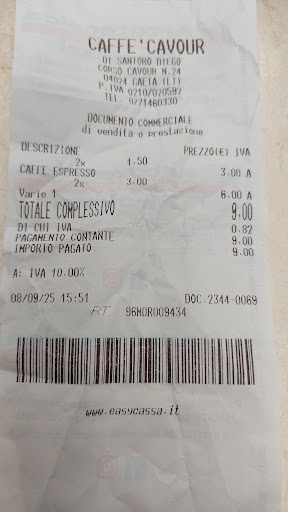 CAFFE'CAVOUR
DI SANTORO DIEGO
CORSO CAVOUR N.24
04024 GAETA (LT)
P.IVA 02107020592
TEL. 0771460330
DOCUMENTO COMMERCIALE
di vendita o prestazione
DESCRIZIONE PREZZO(€) IVA
2x 1.50
CAFFE ESPRESSO 3.00 A
2x 3.00
Varie 1 6.00 A
TOTALE COMPLESSIVO 9.00
DI CUI IVA 0.82
PAGAMENTO CONTANTE 9.00
IMPORIO PAGATO 9.00
A: IVA 10.00%
08/09/25 15:51 DOC.2344-0069
RT 96MOR009434
www.easycassa.it